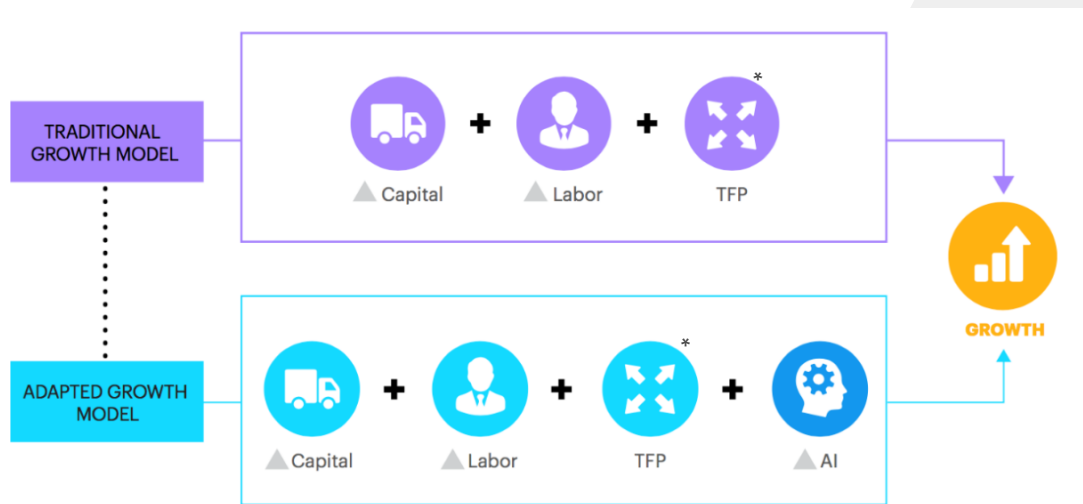 TRADITIONAL
GROWTH MODEL
*
Capital
Labor
TFP
GROWTH
ADAPTED GROWTH
MODEL
*
Capital
Labor
TFP
AI